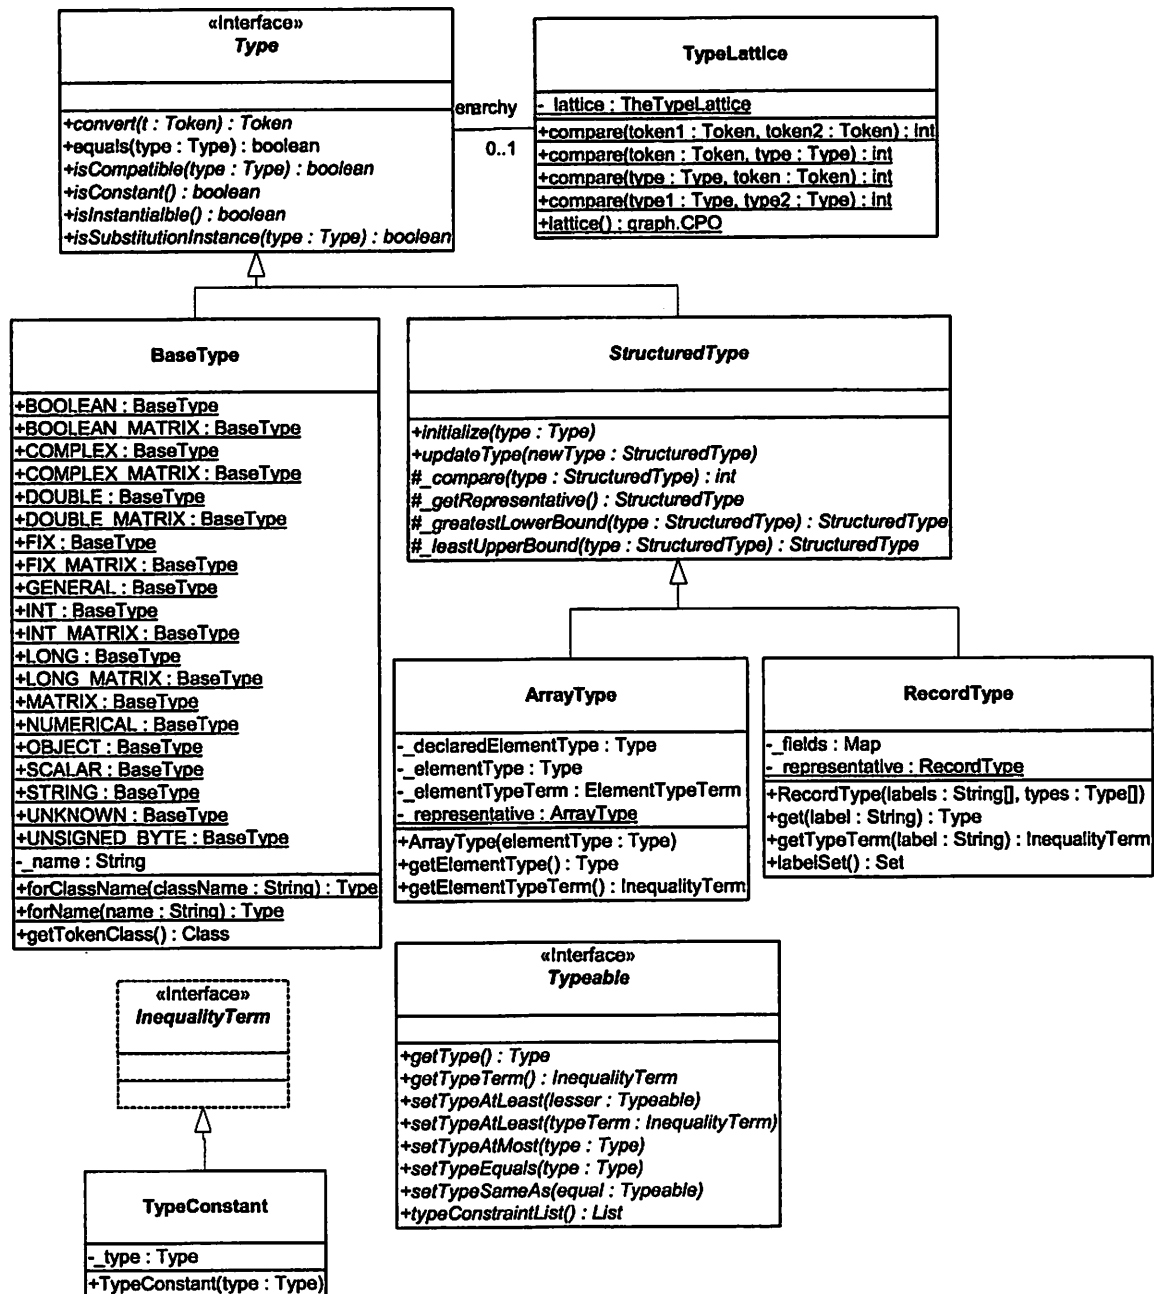 «Interface»
Type
+convert(t : Token) : Token
+equals(type : Type) : boolean
+isCompatible(type : Type) : boolean
+isConstant() : boolean
+isInstantialble() : boolean
+isSubstitutionInstance(type : Type) : boolean
erarchy
0..1
TypeLattice
-_lattice : TheTypeLattice
+compare(token1 : Token, token2 : Token) : int
+compare(token : Token, type : Type) : int
+compare(type : Type, token : Token) : int
+compare(type1 : Type, type2 : Type) : int
+lattice() : graph.CPO
BaseType
+BOOLEAN : BaseType
+BOOLEAN_MATRIX : BaseType
+COMPLEX : BaseType
+COMPLEX_MATRIX : BaseType
+DOUBLE : BaseType
+DOUBLE_MATRIX : BaseType
+FIX : BaseType
+FIX_MATRIX : BaseType
+GENERAL : BaseType
+INT : BaseType
+INT_MATRIX : BaseType
+LONG : BaseType
+LONG_MATRIX : BaseType
+MATRIX : BaseType
+NUMERICAL : BaseType
+OBJECT : BaseType
+SCALAR : BaseType
+STRING : BaseType
+UNKNOWN : BaseType
+UNSIGNED_BYTE : BaseType
-_name : String
+forClassName(className : String) : Type
+forName(name : String) : Type
+getTokenClass() : Class
StructuredType
+initialize(type : Type)
+updateType(newType : StructuredType)
#_compare(type : StructuredType) : int
#_getRepresentative() : StructuredType
#_greatestLowerBound(type : StructuredType) : StructuredType
#_leastUpperBound(type : StructuredType) : StructuredType
ArrayType
-_declaredElementType : Type
-_elementType : Type
-_elementTypeTerm : ElementTypeTerm
-_representative : ArrayType
+ArrayType(elementType : Type)
+getElementType() : Type
+getElementTypeTerm() : InequalityTerm
RecordType
-_fields : Map
-_representative : RecordType
+RecordType(labels : String[], types : Type[])
+get(label : String) : Type
+getTypeTerm(label : String) : InequalityTerm
+labelSet() : Set
«Interface»
InequalityTerm
TypeConstant
-_type : Type
+TypeConstant(type : Type)
«Interface»
Typeable
+getType() : Type
+getTypeTerm() : InequalityTerm
+setTypeAtLeast(lesser : Typeable)
+setTypeAtLeast(typeTerm : InequalityTerm)
+setTypeAtMost(type : Type)
+setTypeEquals(type : Type)
+setTypeSameAs(equal : Typeable)
+typeConstraintList() : List